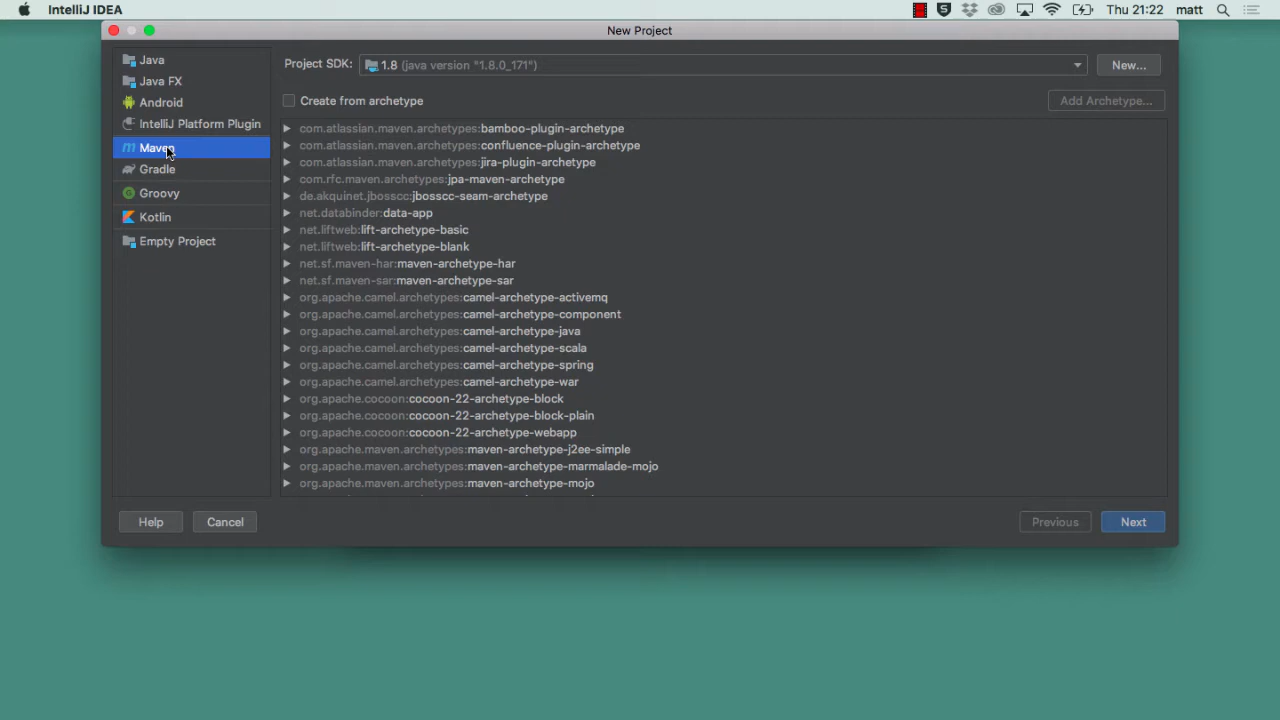 IntelliJ IDEA
Thu 21:22 matt
New Project
Java
Java FX
Android
IntelliJ Platform Plugin
Maven
Gradle
Groovy
Kotlin
Empty Project
Project SDK: 1.8 (java version "1.8.0_171") New...
Create from archetype Add Archetype...
com.atlassian.maven.archetypes:bamboo-plugin-archetype
com.atlassian.maven.archetypes:confluence-plugin-archetype
com.atlassian.maven.archetypes:jira-plugin-archetype
com.rfc.maven.archetypes:jpa-maven-archetype
de.akquinet.jbosscc:jbosscc-seam-archetype
net.databinder:data-app
net.liftweb:lift-archetype-basic
net.liftweb:lift-archetype-blank
net.sf.maven-har:maven-archetype-har
net.sf.maven-sar:maven-archetype-sar
org.apache.camel.archetypes:camel-archetype-activemq
org.apache.camel.archetypes:camel-archetype-component
org.apache.camel.archetypes:camel-archetype-java
org.apache.camel.archetypes:camel-archetype-scala
org.apache.camel.archetypes:camel-archetype-spring
org.apache.camel.archetypes:camel-archetype-war
org.apache.cocoon:cocoon-22-archetype-block
org.apache.cocoon:cocoon-22-archetype-block-plain
org.apache.cocoon:cocoon-22-archetype-webapp
org.apache.maven.archetypes:maven-archetype-j2ee-simple
org.apache.maven.archetypes:maven-archetype-marmalade-mojo
org.apache.maven.archetypes:maven-archetype-mojo
Help Cancel Previous Next